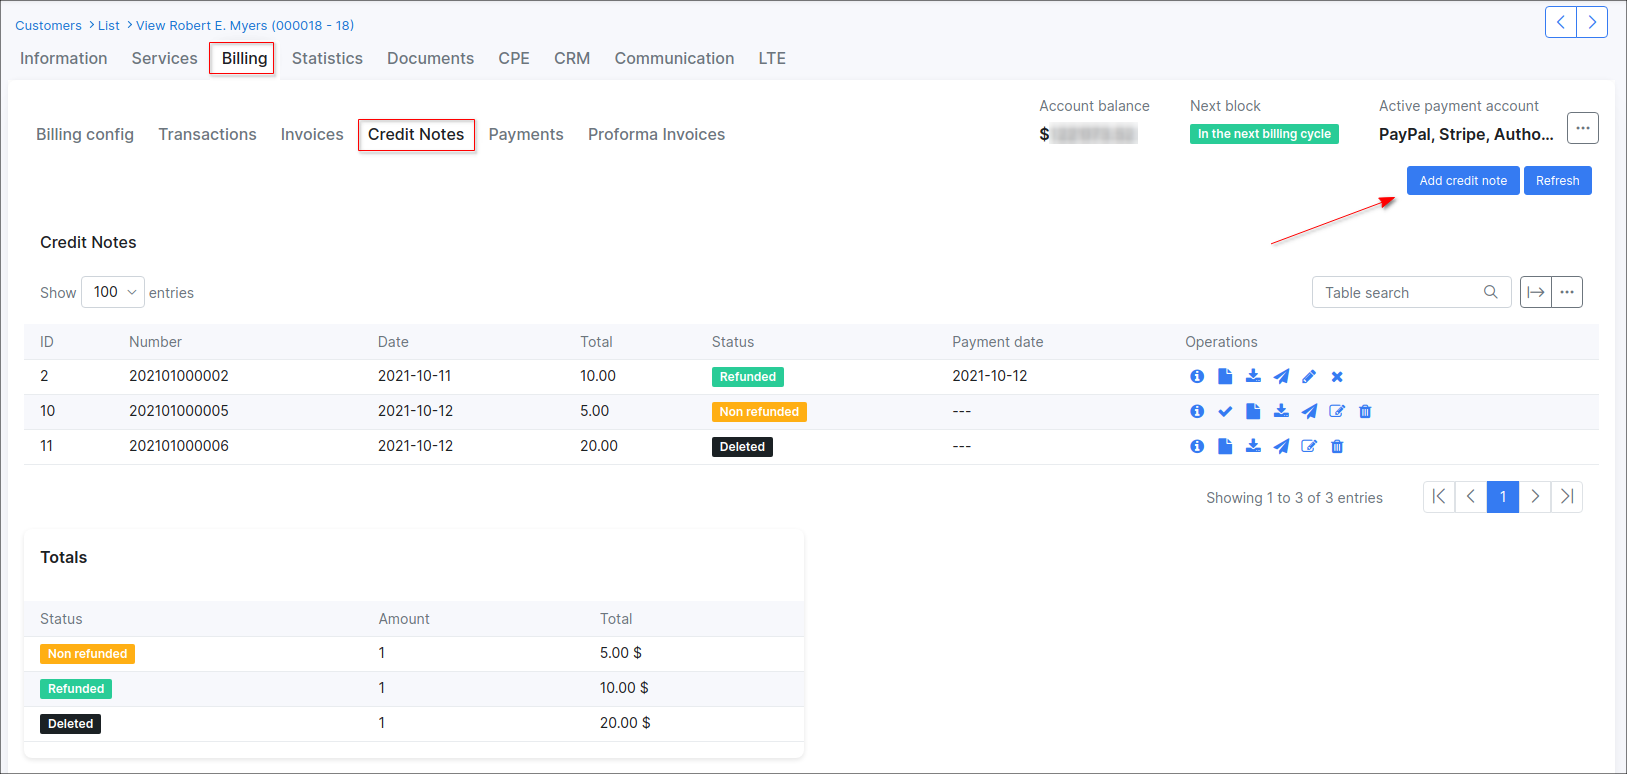 Customers > List > View Robert E. Myers (000018 - 18)
Information Services Billing Statistics Documents CPE CRM Communication LTE
Account balance Next block Active payment account
Billing config Transactions Invoices Credit Notes Payments Proforma Invoices $ In the next billing cycle PayPal, Stripe, Autho...
Add credit note Refresh
Credit Notes
Show 100 entries Table search
ID Number Date Total Status Payment date Operations
2 202101000002 2021-10-11 10.00 Refunded 2021-10-12
10 202101000005 2021-10-12 5.00 Non refunded ---
11 202101000006 2021-10-12 20.00 Deleted ---
Showing 1 to 3 of 3 entries 1
Totals
Status Amount Total
Non refunded 1 5.00 $
Refunded 1 10.00 $
Deleted 1 20.00 $